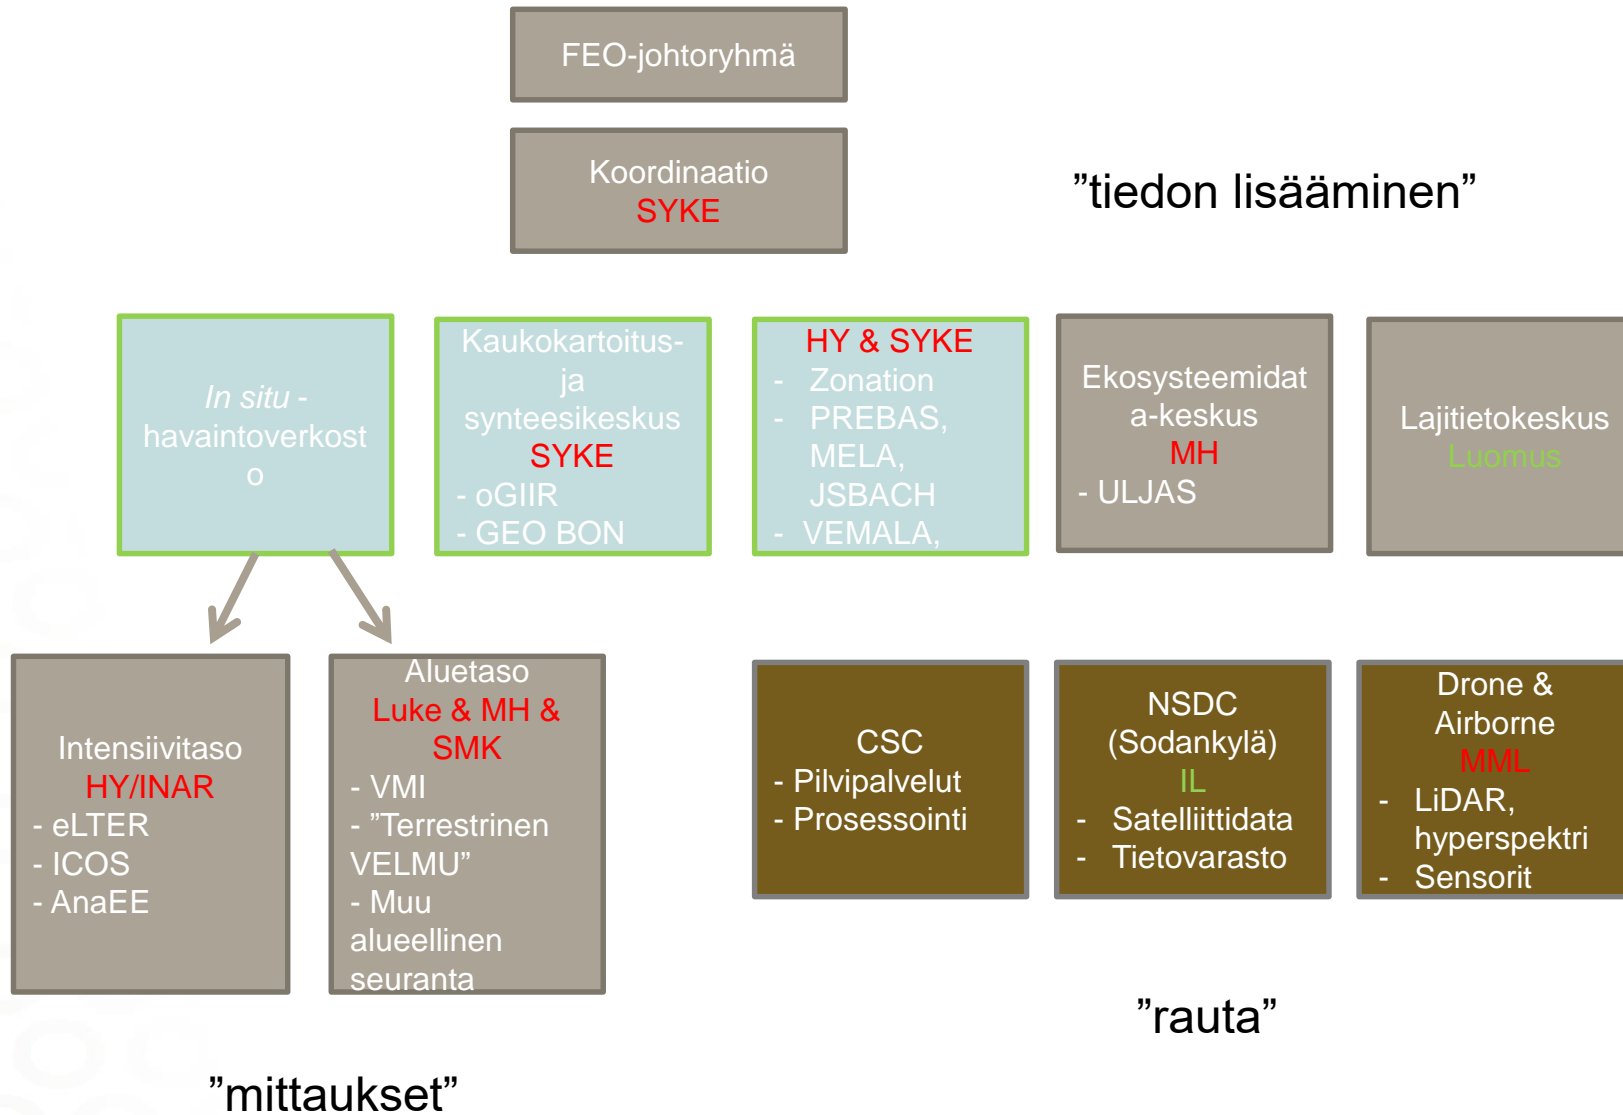 FEO-johtoryhmä
Koordinaatio
SYKE
”tiedon lisääminen”
In situ -
havaintoverkost
o
Kaukokartoitus-
ja
synteesikeskus
SYKE
- oGIIR
- GEO BON
HY & SYKE
- Zonation
- PREBAS,
MELA,
JSBACH
- VEMALA,
Ekosysteemidat
a-keskus
MH
- ULJAS
Lajitietokeskus
Luomus
Intensiivitaso
HY/INAR
- eLTER
- ICOS
- AnaEE
Aluetaso
Luke & MH &
SMK
- VMI
- ”Terrestrinen
VELMU”
- Muu
alueellinen
seuranta
CSC
- Pilvipalvelut
- Prosessointi
NSDC
(Sodankylä)
IL
- Satelliittidata
- Tietovarasto
Drone &
Airborne
MML
- LiDAR,
hyperspektri
- Sensorit
”rauta”
”mittaukset”